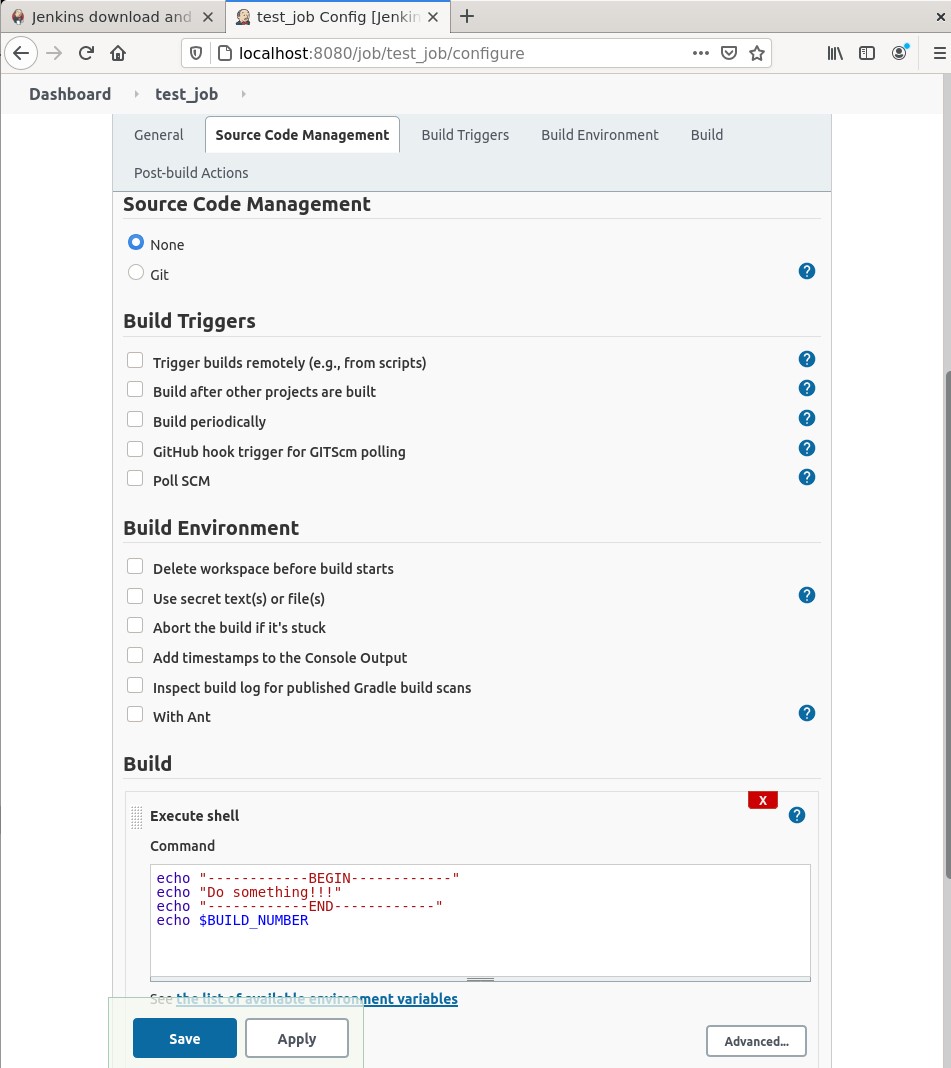 Jenkins download and
test_job Config [Jenkin
localhost:8080/job/test_job/configure
Dashboard
test_job
General
Source Code Management
Build Triggers
Build Environment
Build
Post-build Actions
Source Code Management
None
Git
?
Build Triggers
Trigger builds remotely (e.g., from scripts)
?
Build after other projects are built
?
Build periodically
?
GitHub hook trigger for GITScm polling
?
Poll SCM
?
Build Environment
Delete workspace before build starts
Use secret text(s) or file(s)
?
Abort the build if it's stuck
Add timestamps to the Console Output
Inspect build log for published Gradle build scans
With Ant
?
Build
X
Execute shell
?
Command
echo "------------BEGIN------------"
echo "Do something!!!"
echo "------------END------------"
echo $BUILD_NUMBER
See the list of available environment variables
Save
Apply
Advanced...